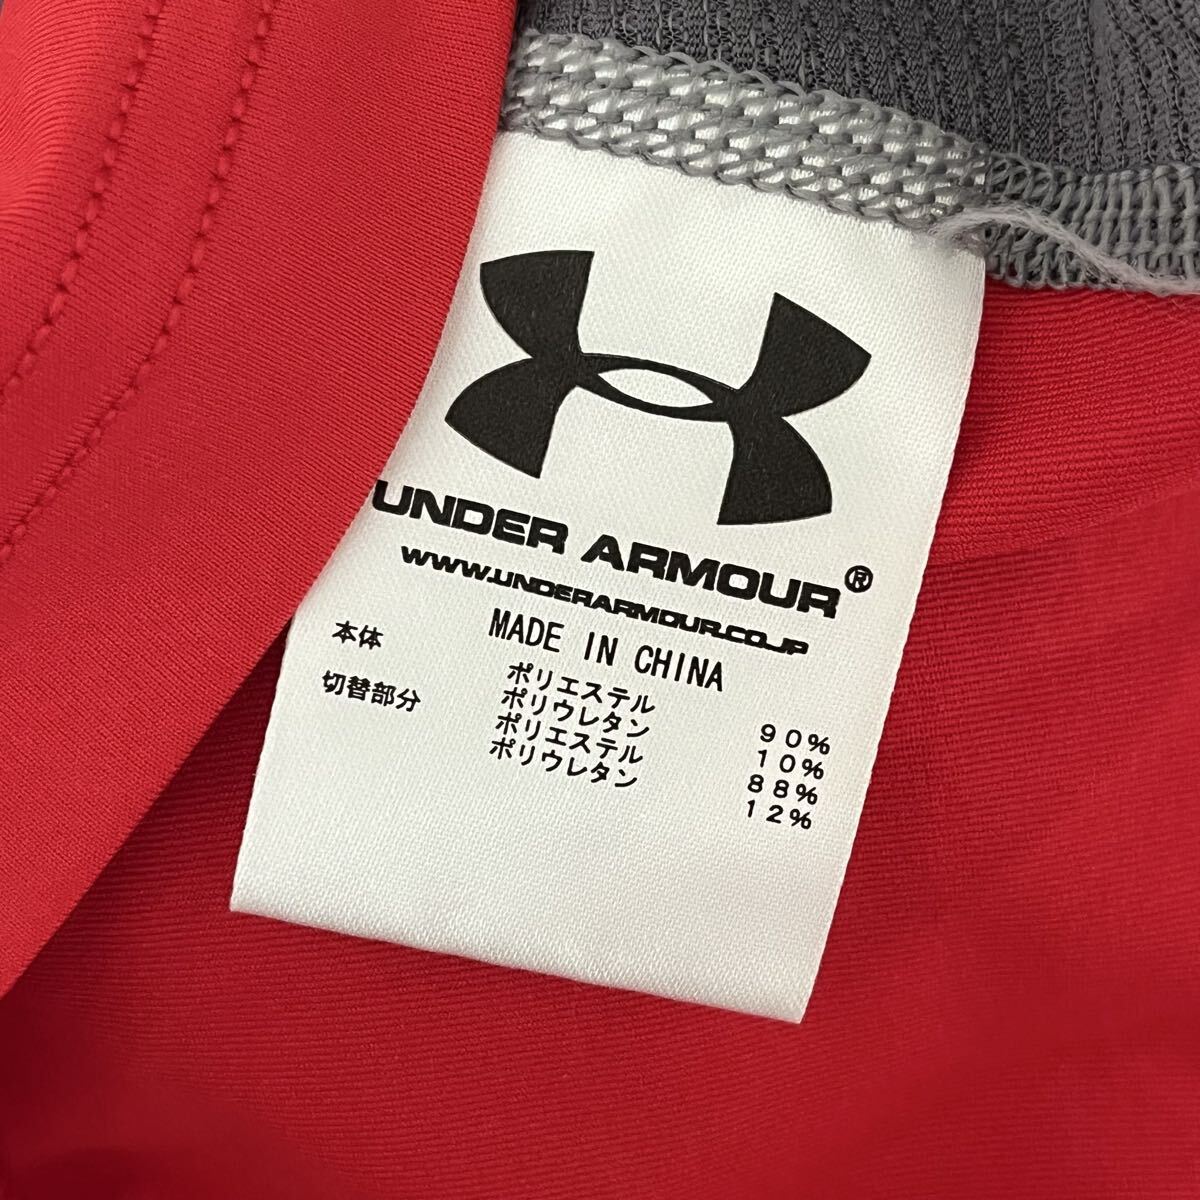 UNDER ARMOUR®
WWW.UNDERARMOUR.CO.JP
MADE IN CHINA
本体 ポリエステル 90%
ポリウレタン 10%
切替部分 ポリエステル 88%
ポリウレタン 12%